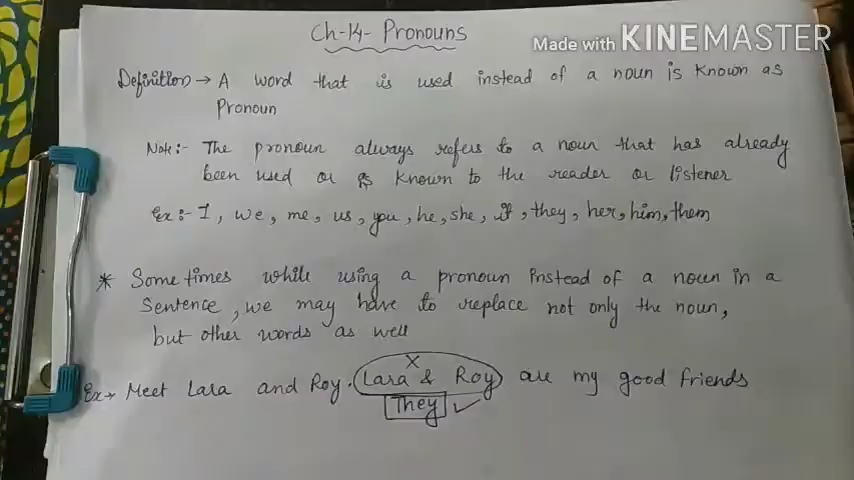 Ch-14- Pronouns
Made with KINEMASTER
Definition → A word that is used instead of a noun is known as
Pronoun
Note:- The pronoun always refers to a noun that has already
been used or is known to the reader or listener
Ex:- I, we, me, us, you, he, she, it, they, her, him, them
* Some times while using a pronoun instead of a noun in a
sentence, we may have to replace not only the noun,
but other words as well
X
Ex→ Meet Lara and Roy. Lara & Roy are my good friends
They ✓